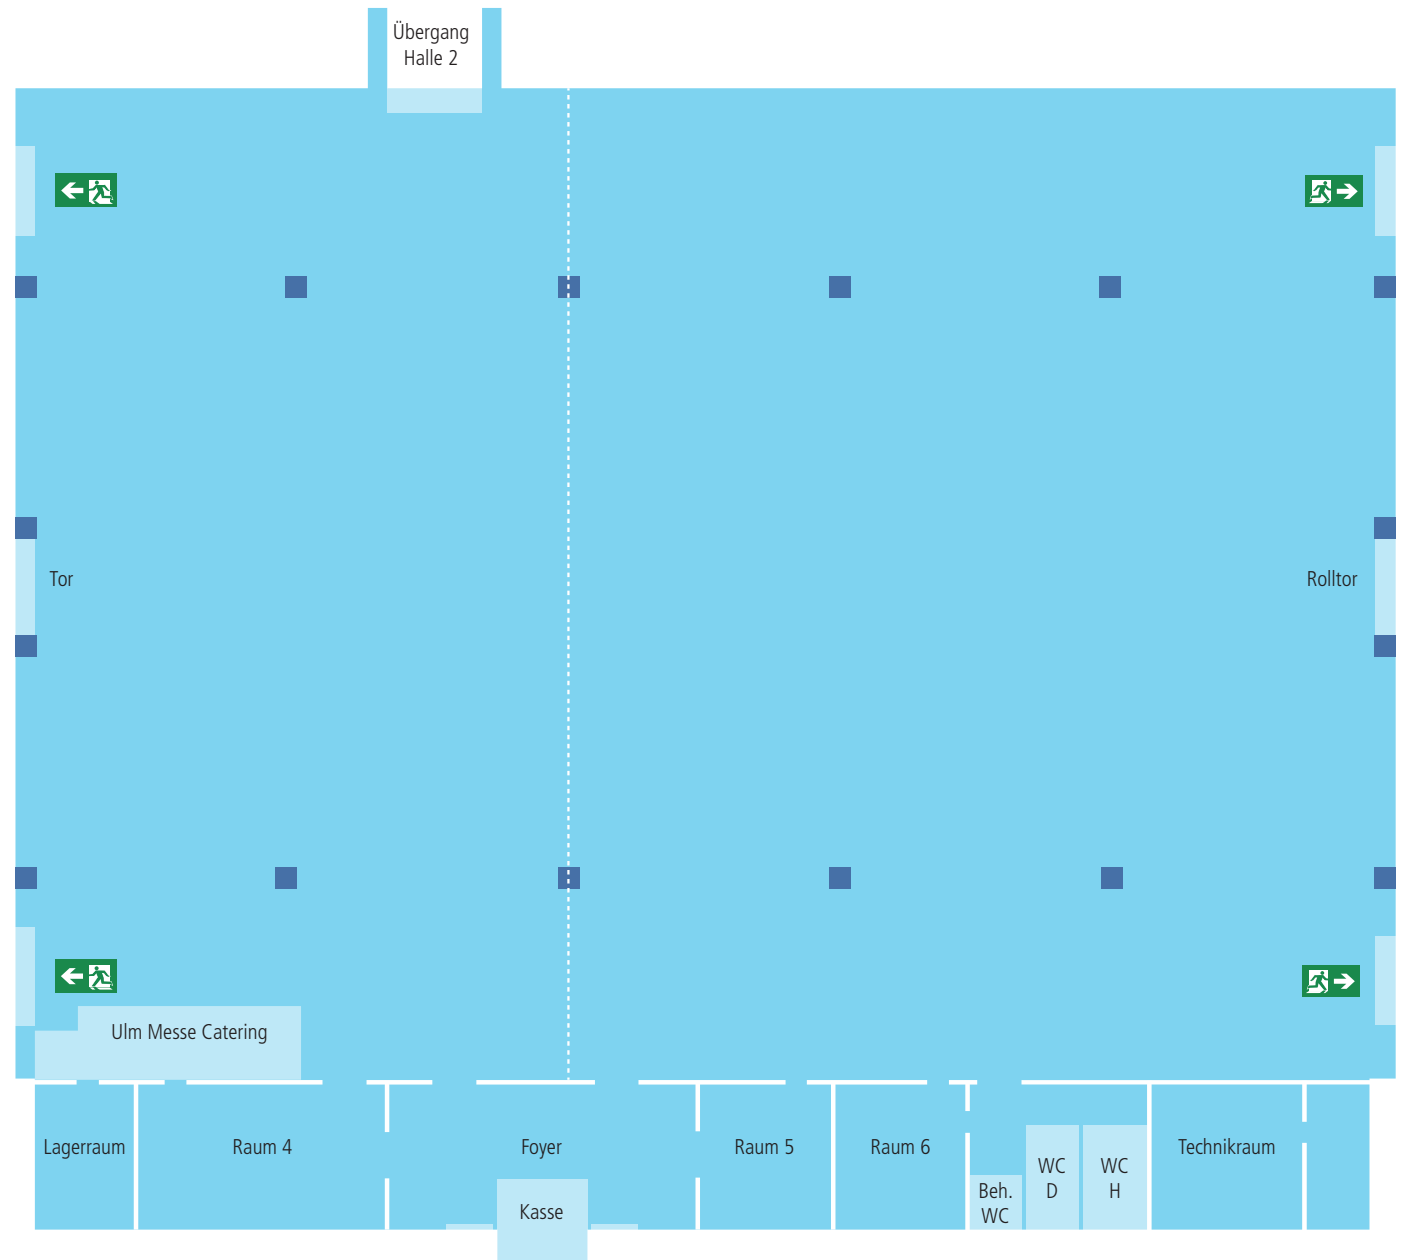 Übergang
Halle 2
Tor
Rolltor
Ulm Messe Catering
Lagerraum
Raum 4
Foyer
Raum 5
Raum 6
Technikraum
WC
D
WC
H
Beh.
WC
Kasse